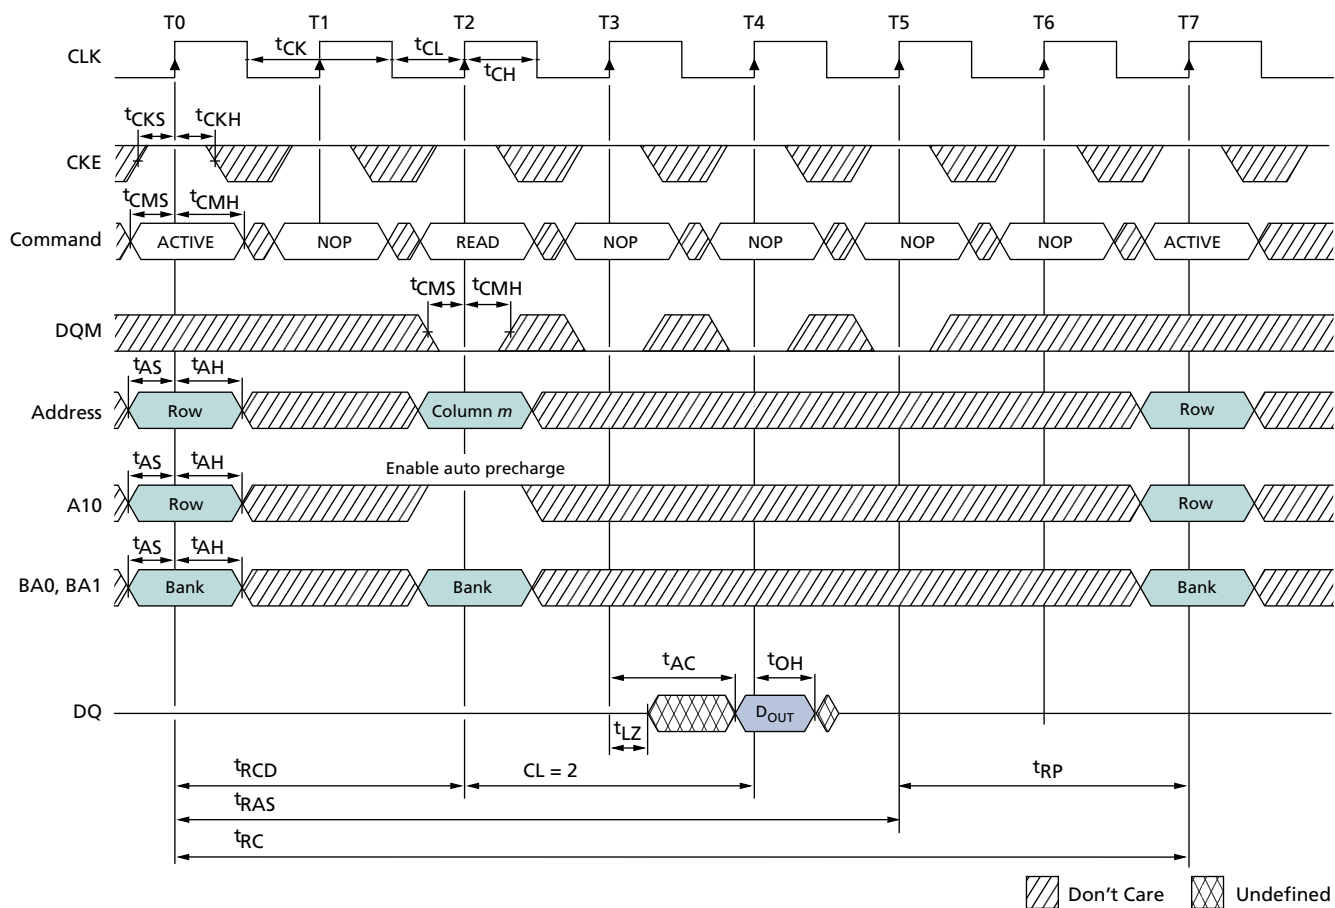 T0 T1 T2 T3 T4 T5 T6 T7
CLK
tCK tCL
tCH
tCKS tCKH
CKE
tCMS tCMH
Command ACTIVE NOP READ NOP NOP NOP NOP ACTIVE
tCMS tCMH
DQM
tAS tAH
Address Row Column m Row
tAS tAH
Enable auto precharge
A10 Row Row
tAS tAH
BA0, BA1 Bank Bank Bank
tAC tOH
DQ DOUT
tLZ
tRCD CL = 2 tRP
tRAS
tRC
Don't Care Undefined